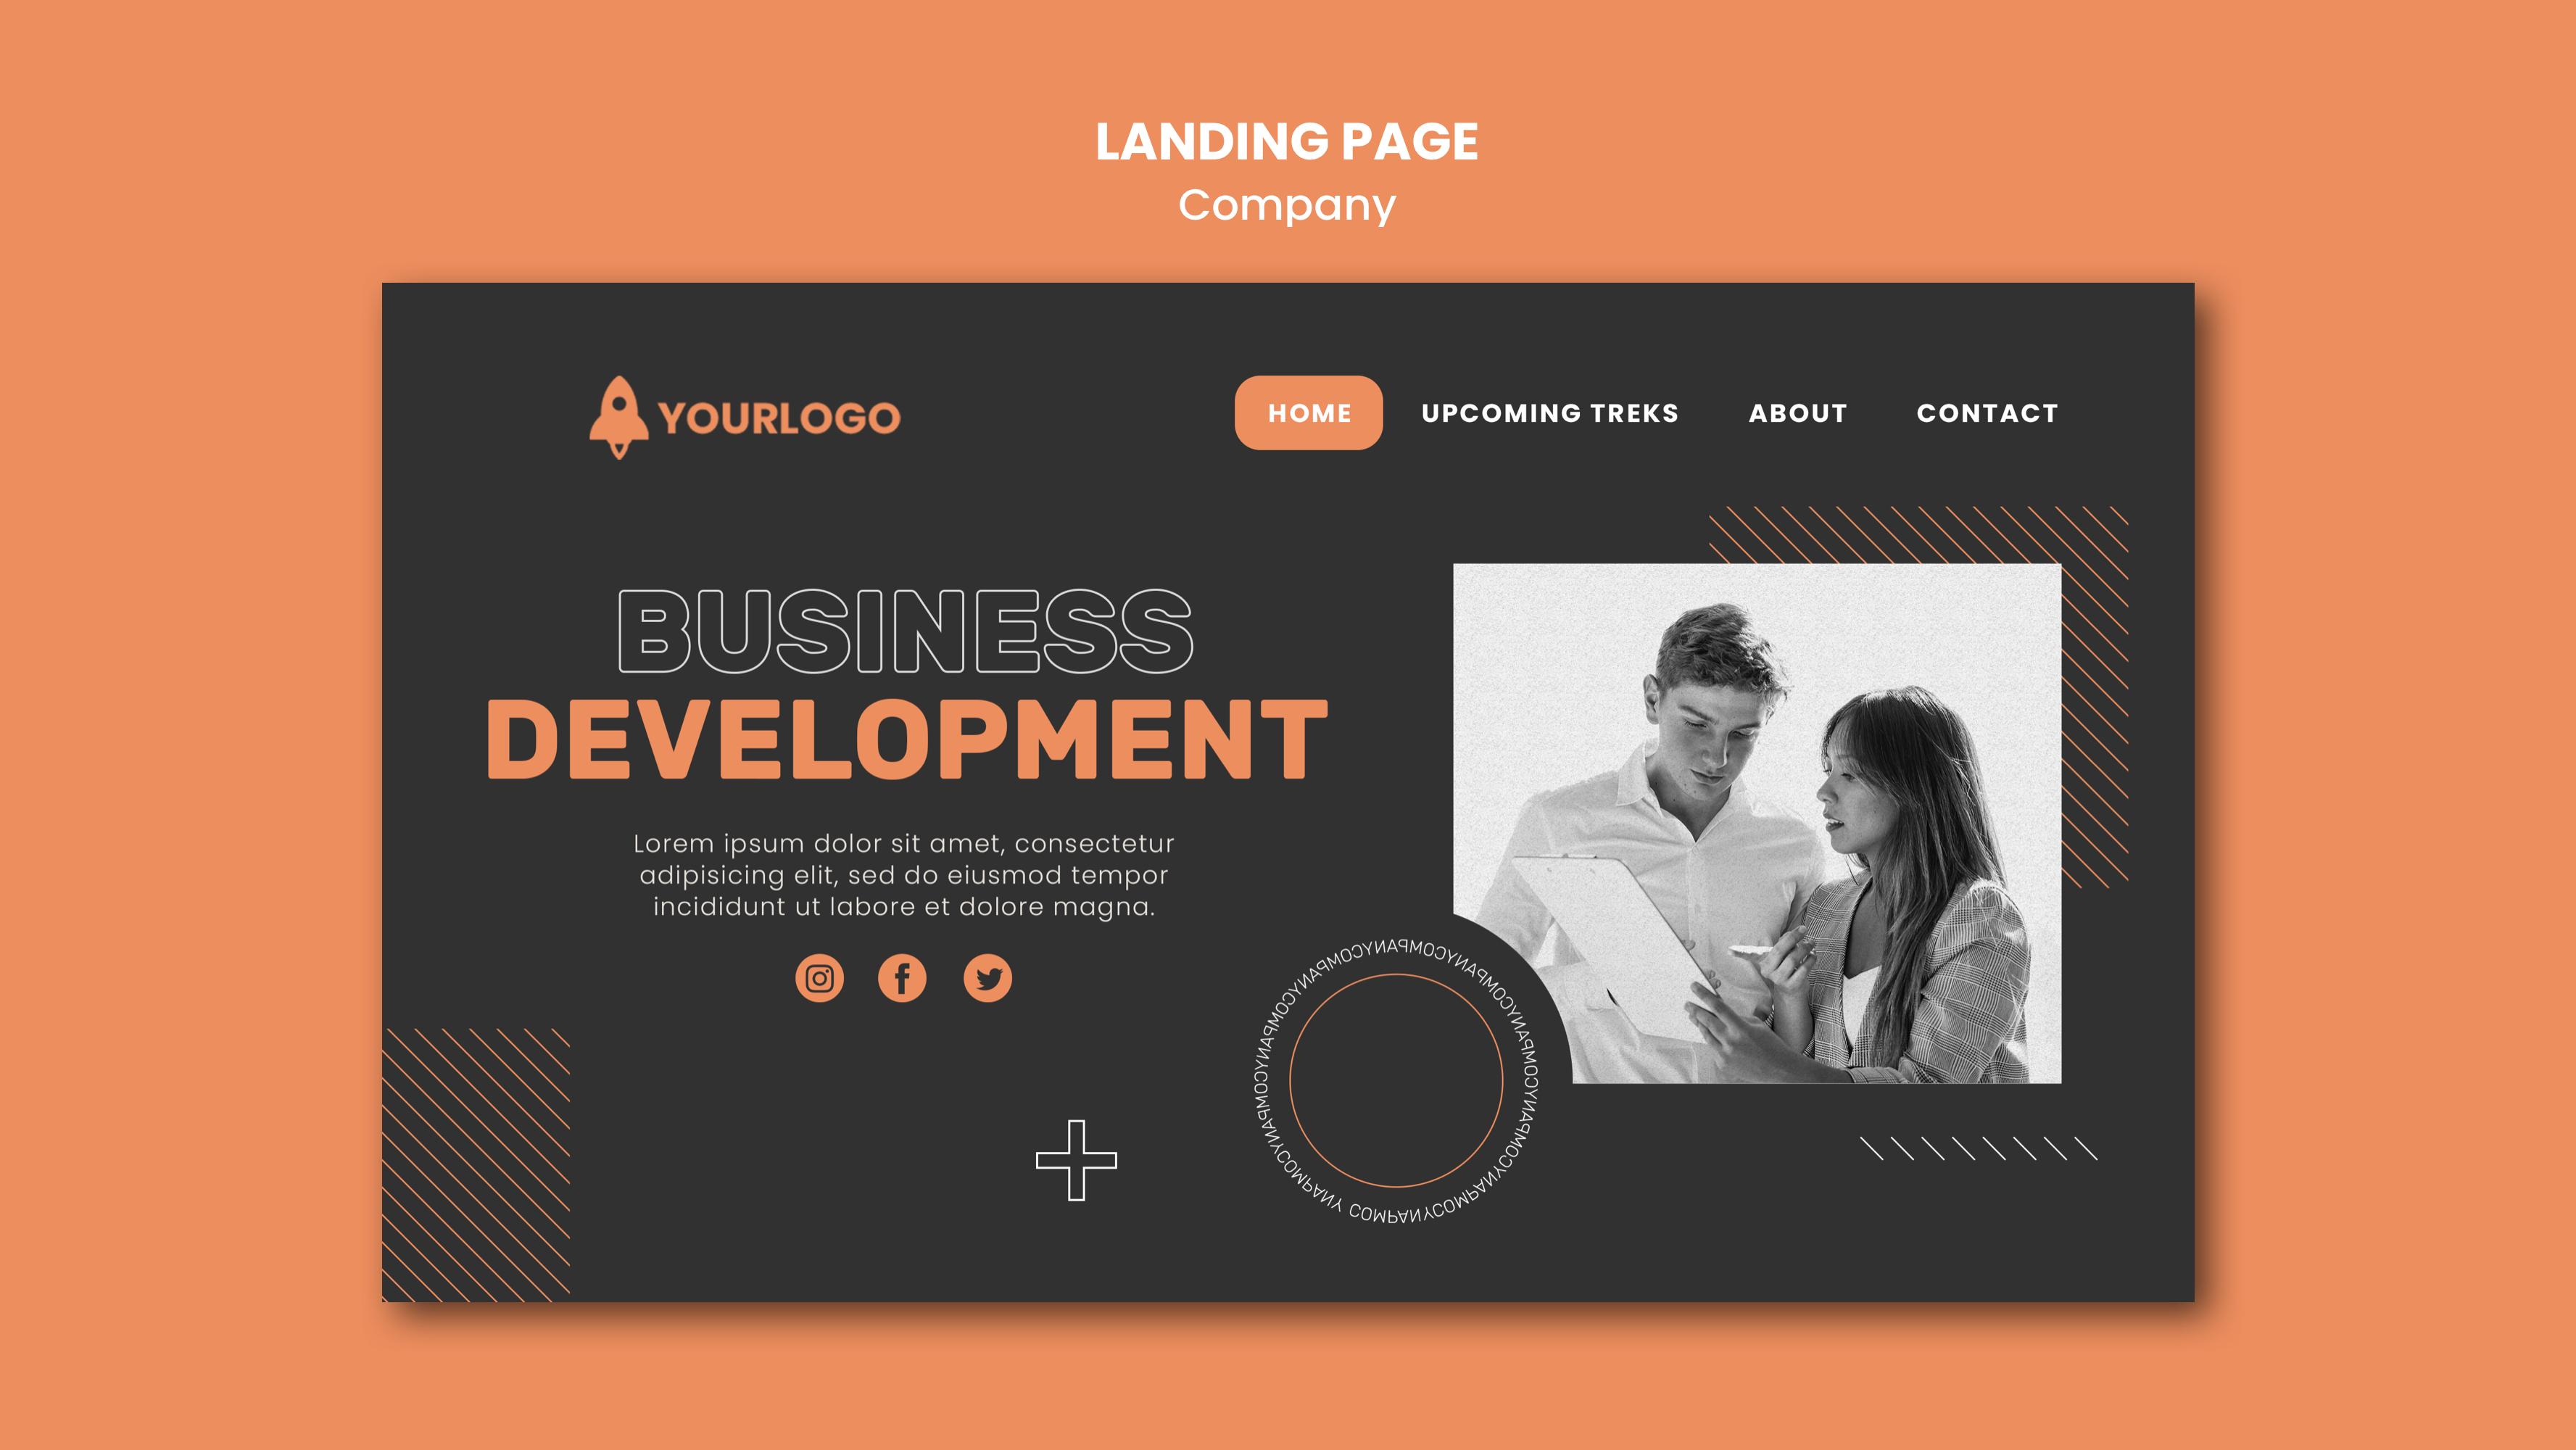 LANDING PAGE
Company
YOURLOGO
HOME UPCOMING TREKS ABOUT CONTACT
BUSINESS
DEVELOPMENT
Lorem ipsum dolor sit amet, consectetur
adipisicing elit, sed do eiusmod tempor
incididunt ut labore et dolore magna.
COMPANYCOMPANYCOMPANYCOMPANYCOMPANYCOMPANYCOMPANYCOMPANYCOMPANY